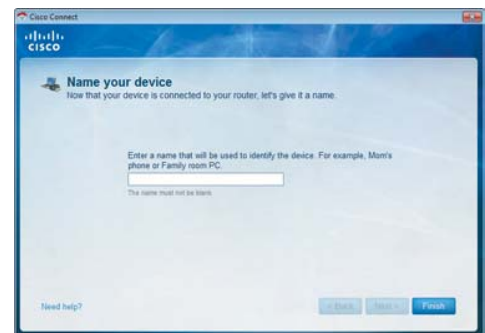 Cisco Connect
CISCO
Name your device
Now that your device is connected to your router, let's give it a name.
Enter a name that will be used to identify the device. For example, Mom's
phone or Family room PC.
The name must not be blank.
Need help?
< Back
Next >
Finish